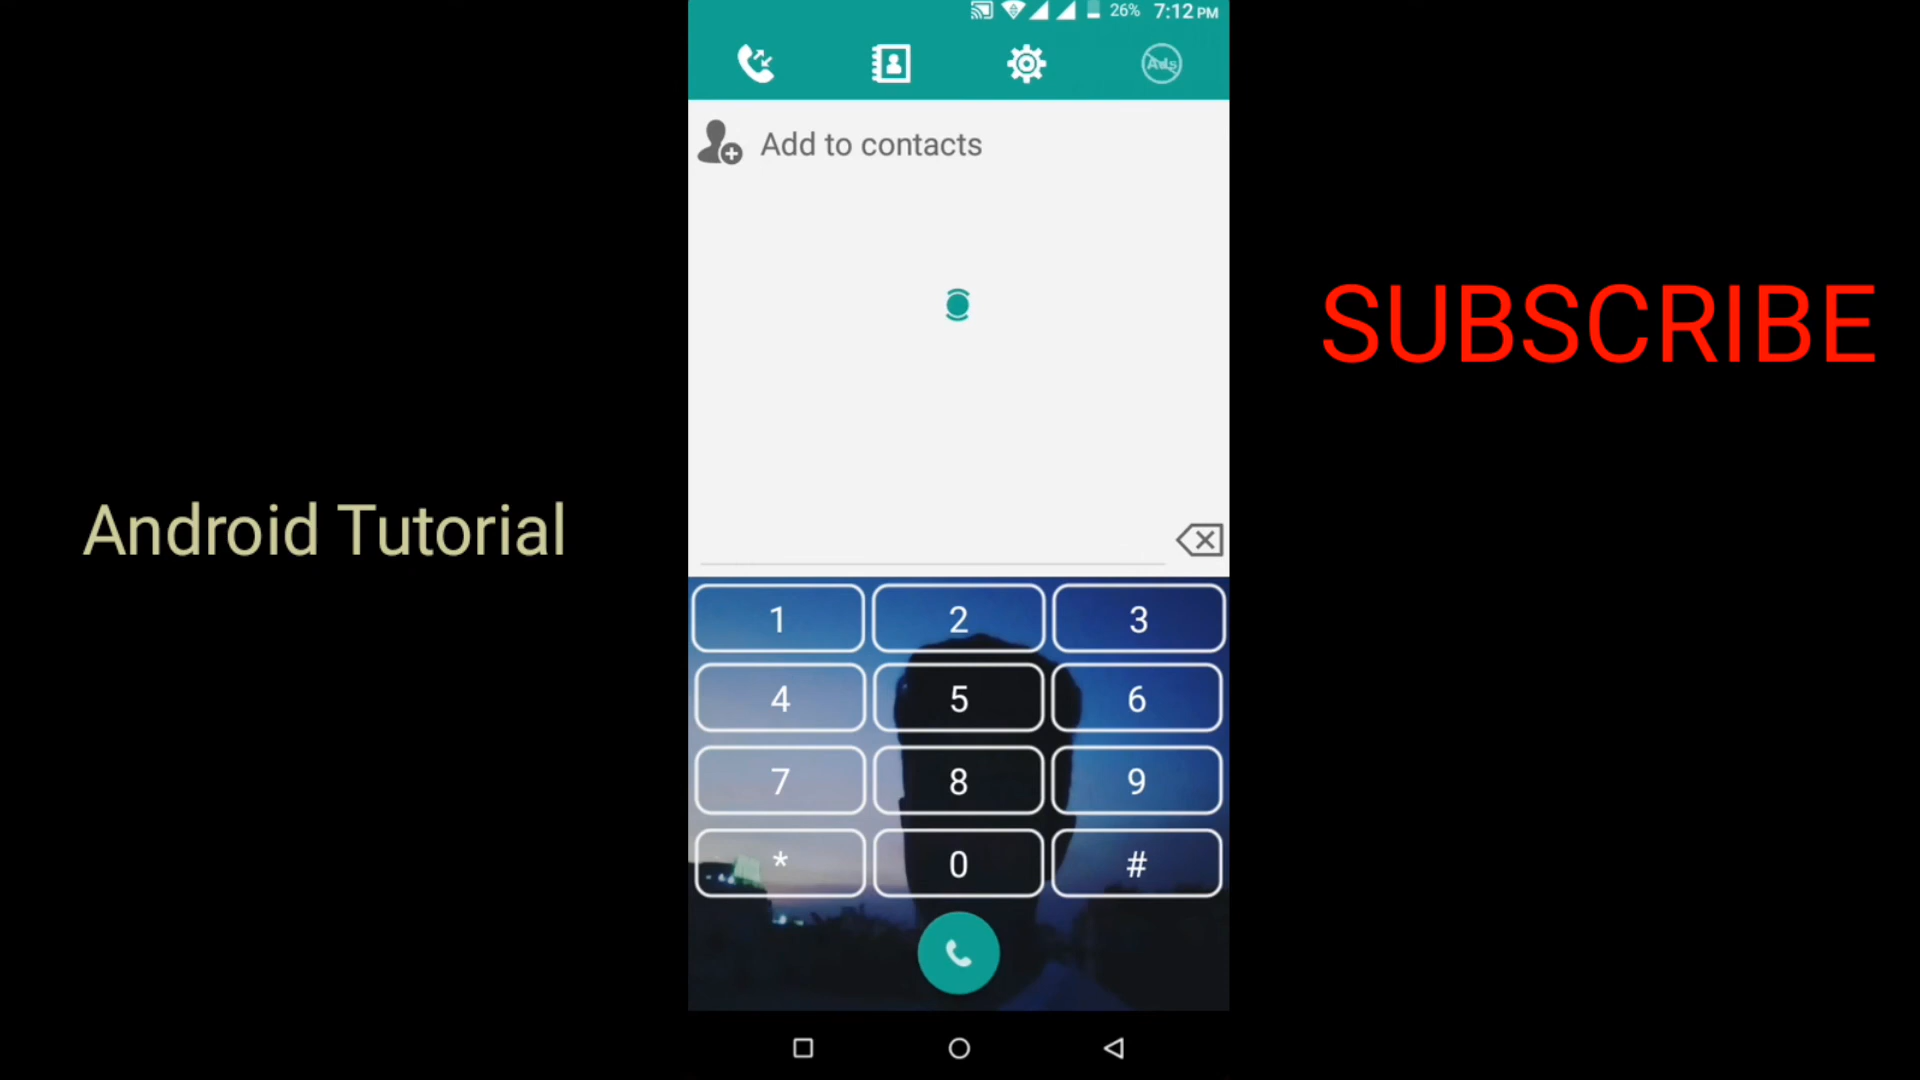 26% 7:12 PM
Ads
Add to contacts
SUBSCRIBE
Android Tutorial
1 2 3
4 5 6
7 8 9
* 0 #